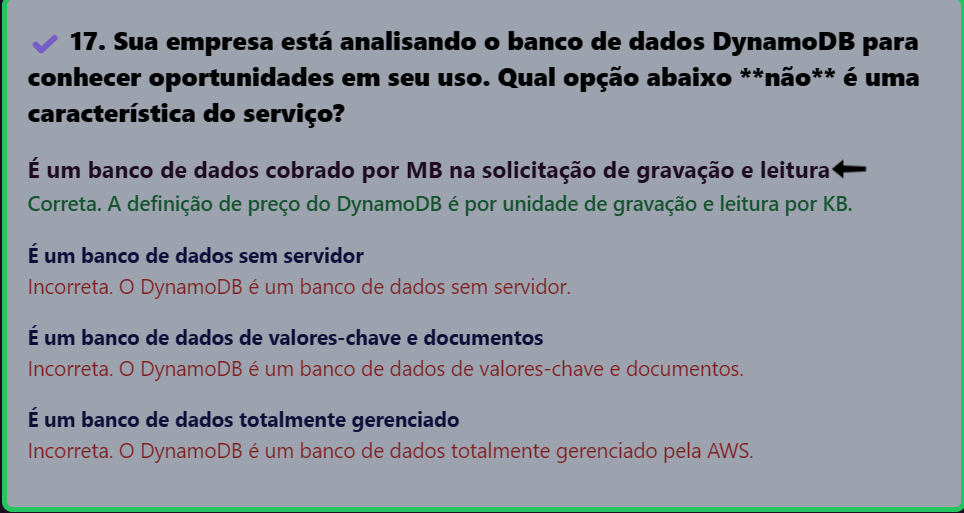 17. Sua empresa está analisando o banco de dados DynamoDB para
conhecer oportunidades em seu uso. Qual opção abaixo **não** é uma
característica do serviço?
É um banco de dados cobrado por MB na solicitação de gravação e leitura
Correta. A definição de preço do DynamoDB é por unidade de gravação e leitura por KB.
É um banco de dados sem servidor
Incorreta. O DynamoDB é um banco de dados sem servidor.
É um banco de dados de valores-chave e documentos
Incorreta. O DynamoDB é um banco de dados de valores-chave e documentos.
É um banco de dados totalmente gerenciado
Incorreta. O DynamoDB é um banco de dados totalmente gerenciado pela AWS.